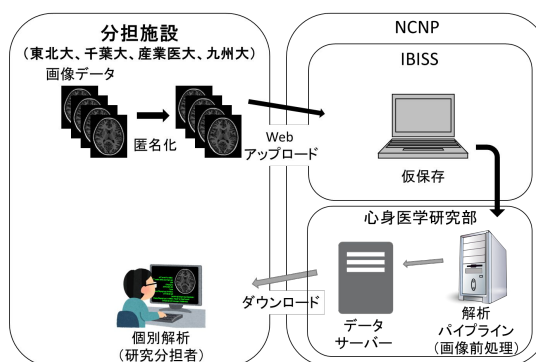 分担施設
(東北大、千葉大、産業医大、九州大)
画像データ
匿名化
Web
アップロード
NCNP
IBISS
仮保存
心身医学研究部
解析
パイプライン
(画像前処理)
データ
サーバー
ダウンロード
個別解析
(研究分担者)